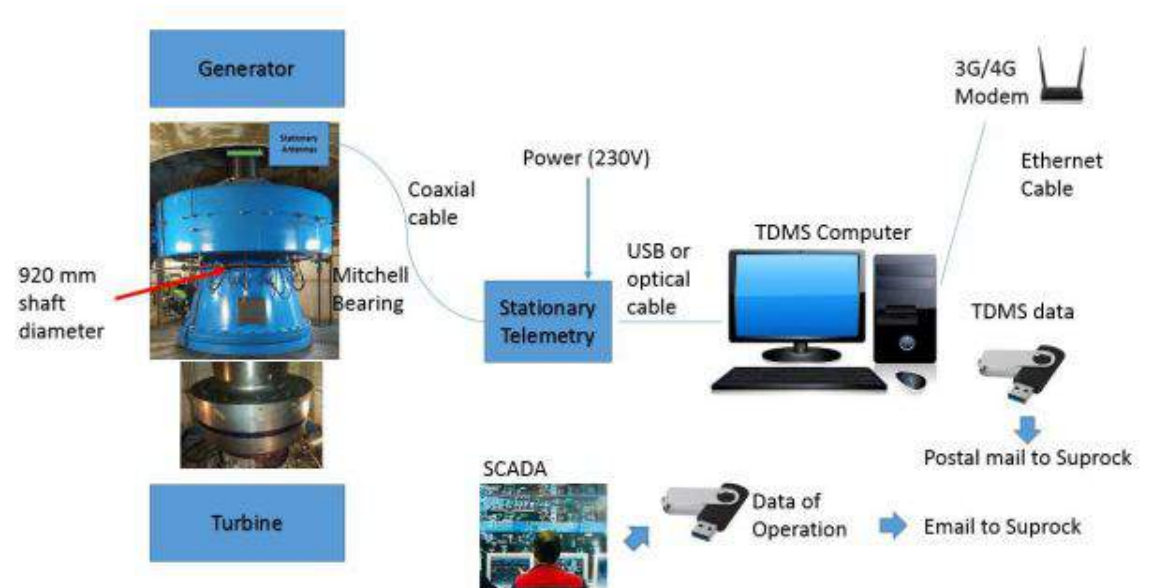 Generator
Stationary
Antennas
3G/4G
Modem
Power (230V)
Coaxial
cable
Ethernet
Cable
TDMS Computer
USB or
optical
cable
920 mm
shaft
diameter
Mitchell
Bearing
Stationary
Telemetry
TDMS data
Postal mail to Suprock
SCADA
Turbine
Data of
Operation
Email to Suprock